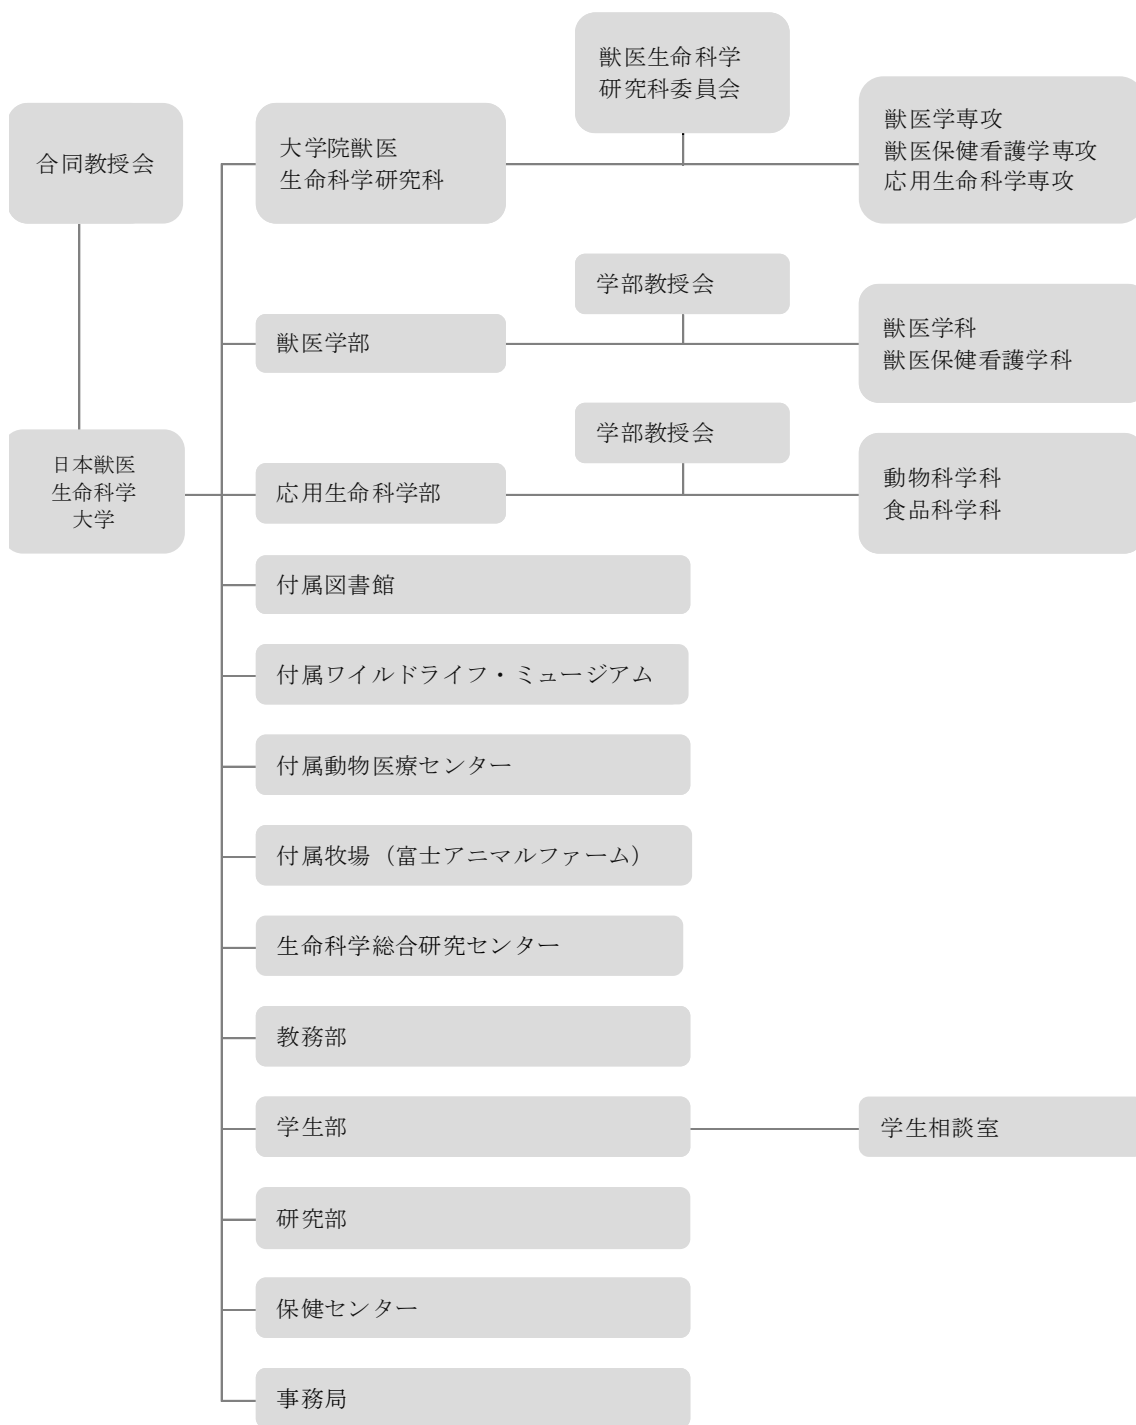 獣医生命科学
研究科委員会
合同教授会
大学院獣医
生命科学研究科
獣医学専攻
獣医保健看護学専攻
応用生命科学専攻
学部教授会
獣医学部
獣医学科
獣医保健看護学科
日本獣医
生命科学
大学
学部教授会
応用生命科学部
動物科学科
食品科学科
付属図書館
付属ワイルドライフ・ミュージアム
付属動物医療センター
付属牧場（富士アニマルファーム）
生命科学総合研究センター
教務部
学生部
学生相談室
研究部
保健センター
事務局